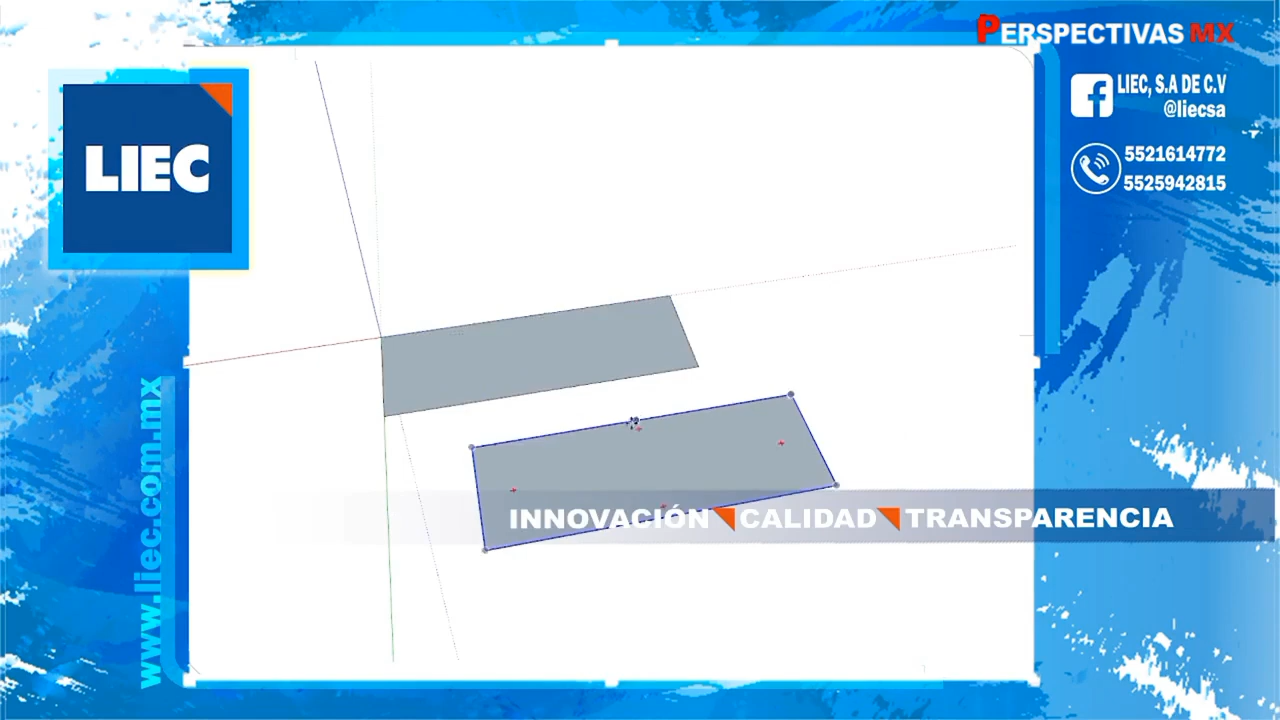 PERSPECTIVAS MX
LIEC, S.A DE C.V
@liecsa
5521614772
5525942815
LIEC
www.liec.com.mx
INNOVACIÓN CALIDAD TRANSPARENCIA